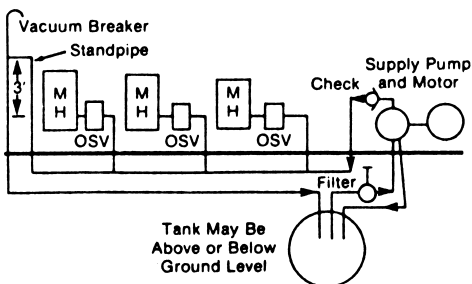 Vacuum Breaker
Standpipe
3'
M
H
OSV
M
H
OSV
M
H
OSV
Check
Supply Pump
and Motor
Filter
Tank May Be
Above or Below
Ground Level